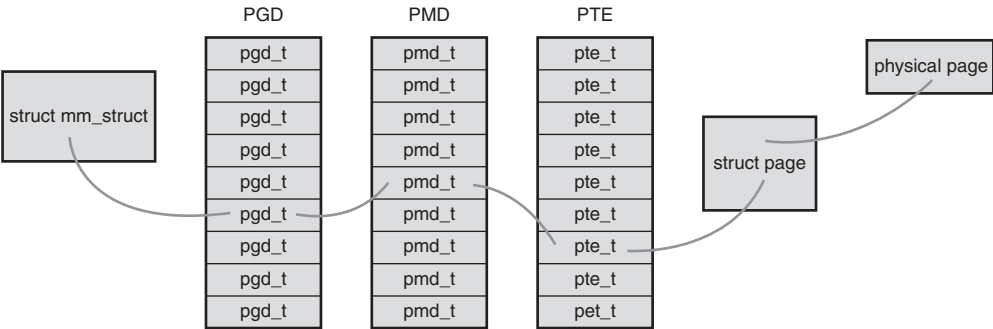 PGD
PMD
PTE
struct mm_struct
pgd_t
pgd_t
pgd_t
pgd_t
pgd_t
pgd_t
pgd_t
pgd_t
pgd_t
pmd_t
pmd_t
pmd_t
pmd_t
pmd_t
pmd_t
pmd_t
pmd_t
pmd_t
pte_t
pte_t
pte_t
pte_t
pte_t
pte_t
pte_t
pte_t
pet_t
struct page
physical page